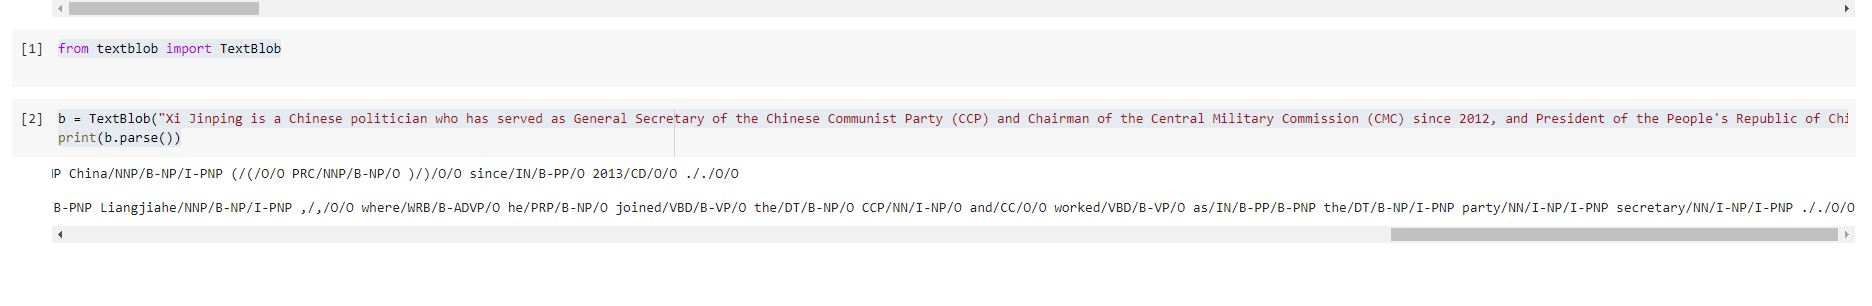 [1] from textblob import TextBlob
[2] b = TextBlob("Xi Jinping is a Chinese politician who has served as General Secretary of the Chinese Communist Party (CCP) and Chairman of the Central Military Commission (CMC) since 2012, and President of the People's Republic of Chi
print(b.parse())
IP China/NNP/B-NP/I-PNP (/(/O/O PRC/NNP/B-NP/O )/)/O/O since/IN/B-PP/O 2013/CD/O/O ././O/O
B-PNP Liangjiahe/NNP/B-NP/I-PNP ,/,/O/O where/WRB/B-ADVP/O he/PRP/B-NP/O joined/VBD/B-VP/O the/DT/B-NP/O CCP/NN/I-NP/O and/CC/O/O worked/VBD/B-VP/O as/IN/B-PP/B-PNP the/DT/B-NP/I-PNP party/NN/I-NP/I-PNP secretary/NN/I-NP/I-PNP ././O/O